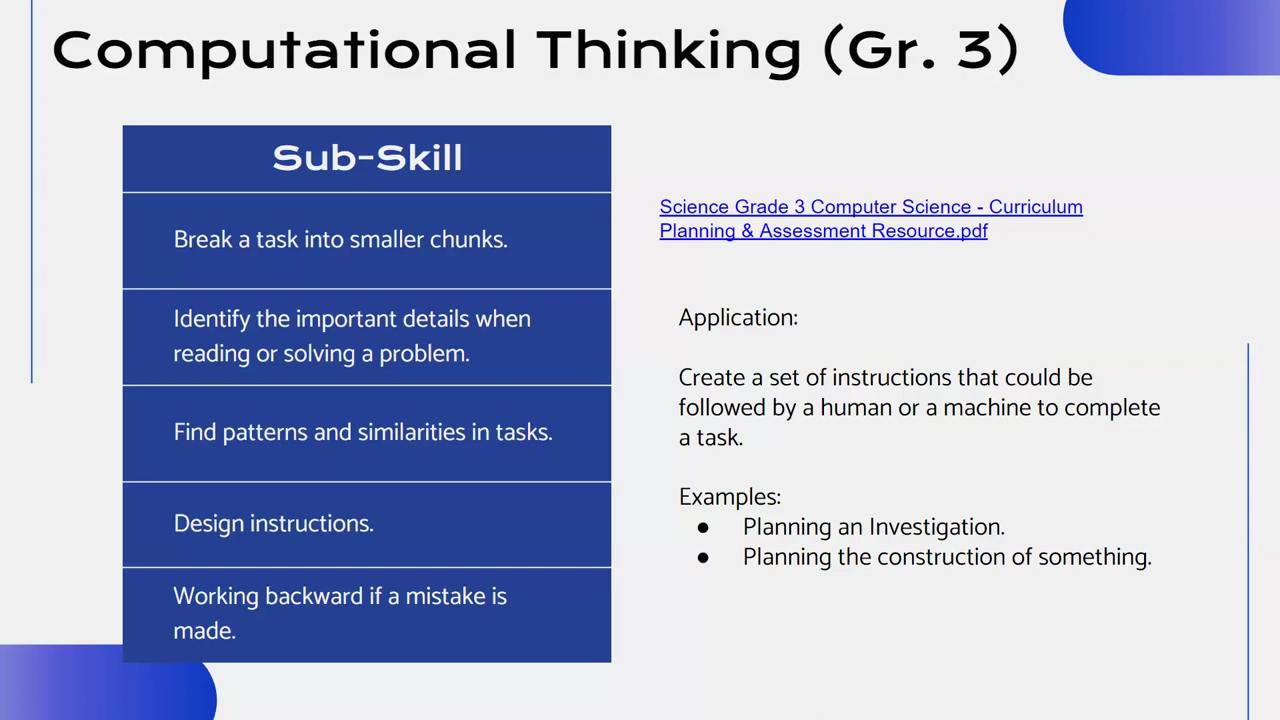 Computational Thinking (Gr. 3)
Sub-Skill
Break a task into smaller chunks.
Identify the important details when
reading or solving a problem.
Find patterns and similarities in tasks.
Design instructions.
Working backward if a mistake is
made.
Science Grade 3 Computer Science - Curriculum
Planning & Assessment Resource.pdf
Application:
Create a set of instructions that could be
followed by a human or a machine to complete
a task.
Examples:
● Planning an Investigation.
● Planning the construction of something.